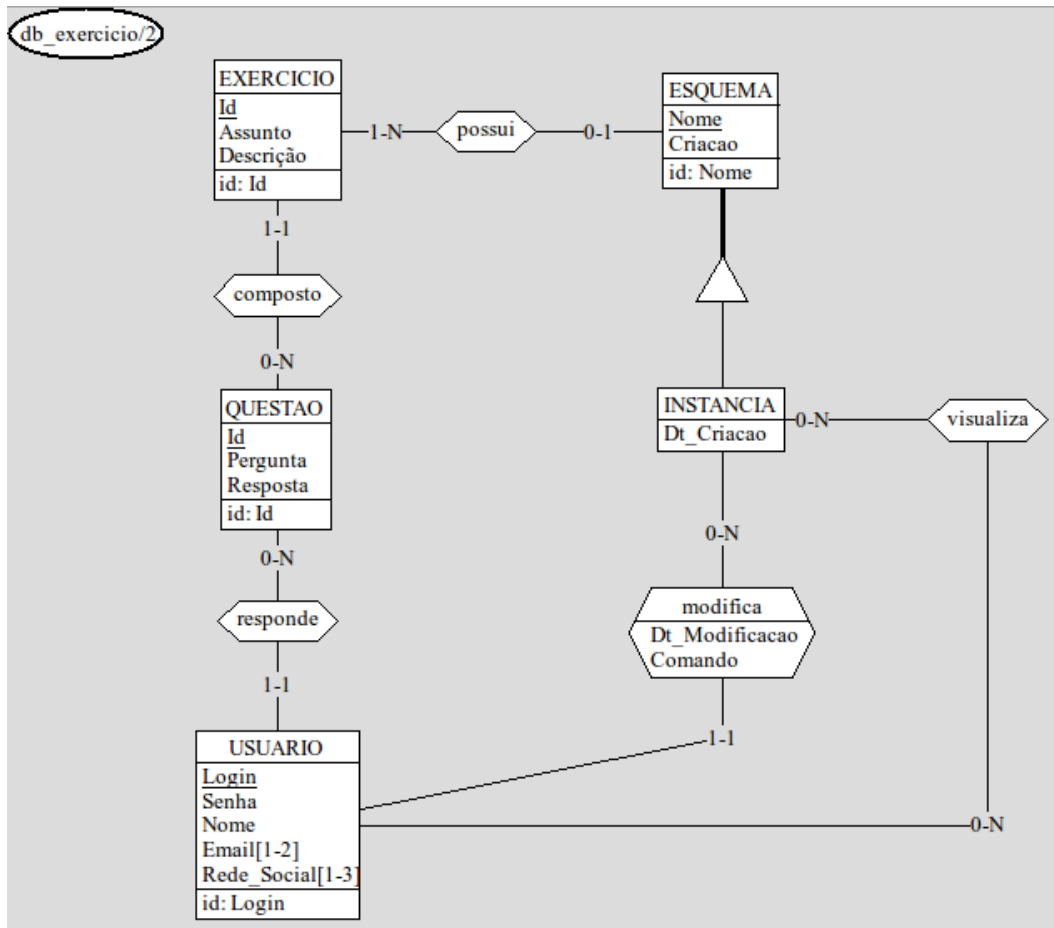 db_exercicio/2
EXERCICIO
Id
Assunto
Descrição
id: Id
1-N
possui
0-1
ESQUEMA
Nome
Criacao
id: Nome
1-1
composto
0-N
QUESTAO
Id
Pergunta
Resposta
id: Id
INSTANCIA
Dt_Criacao
0-N
visualiza
0-N
responde
1-1
0-N
modifica
Dt_Modificacao
Comando
1-1
0-N
USUARIO
Login
Senha
Nome
Email[1-2]
Rede_Social[1-3]
id: Login